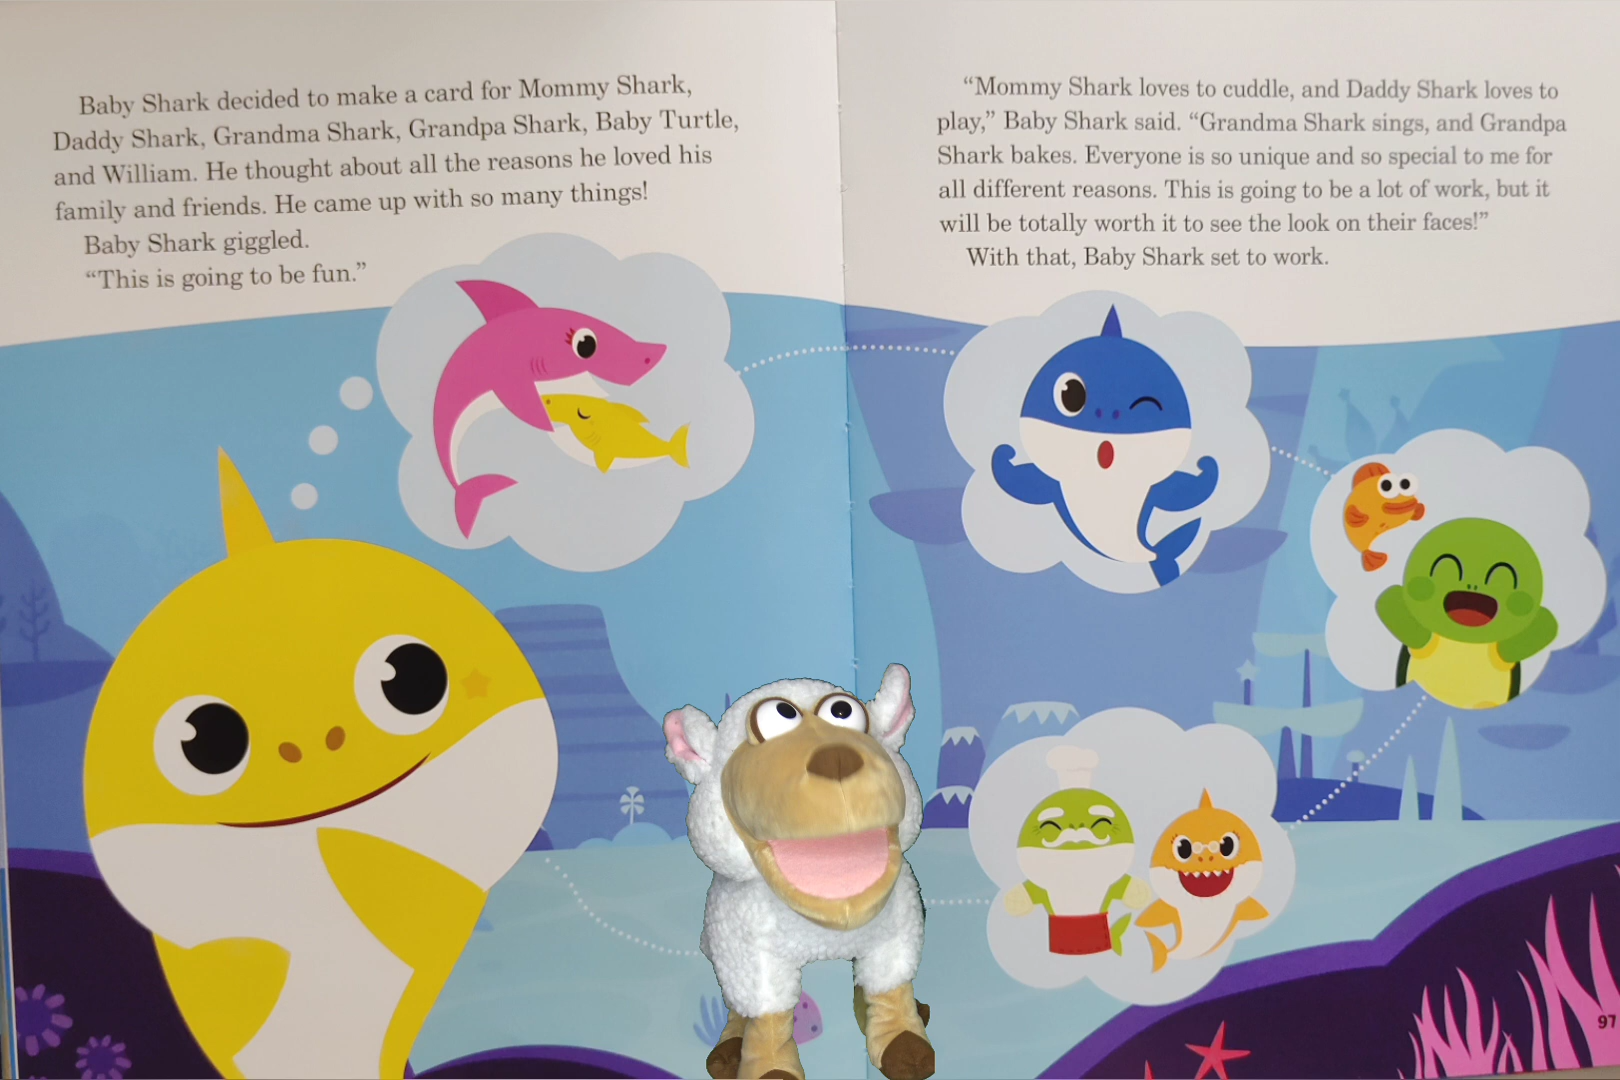 Baby Shark decided to make a card for Mommy Shark,
Daddy Shark, Grandma Shark, Grandpa Shark, Baby Turtle,
and William. He thought about all the reasons he loved his
family and friends. He came up with so many things!
Baby Shark giggled.
“This is going to be fun.”
“Mommy Shark loves to cuddle, and Daddy Shark loves to
play,” Baby Shark said. “Grandma Shark sings, and Grandpa
Shark bakes. Everyone is so unique and so special to me for
all different reasons. This is going to be a lot of work, but it
will be totally worth it to see the look on their faces!”
With that, Baby Shark set to work.
97